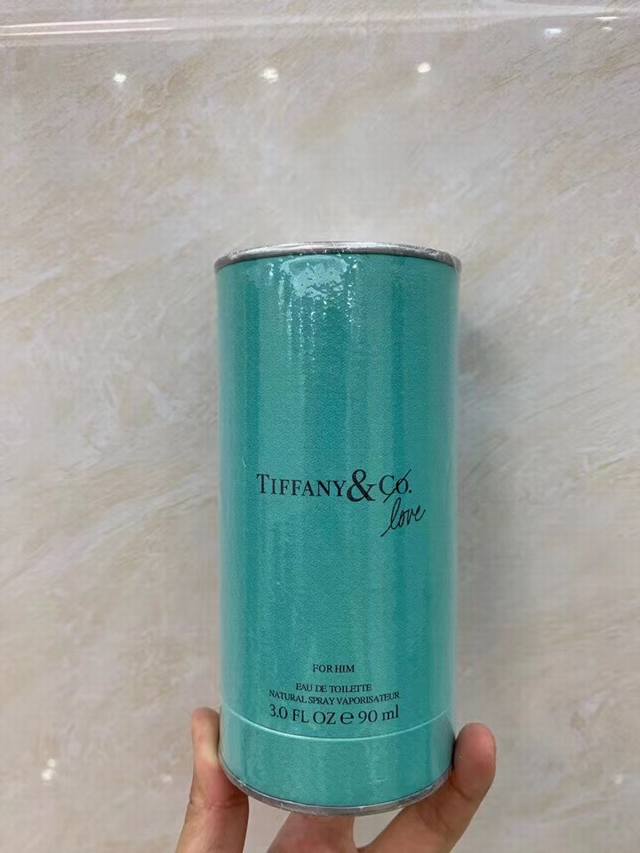 TIFFANY & CO.
love
FOR HIM
EAU DE TOILETTE
NATURAL SPRAY VAPORISATEUR
3.0 FL OZ e 90 ml